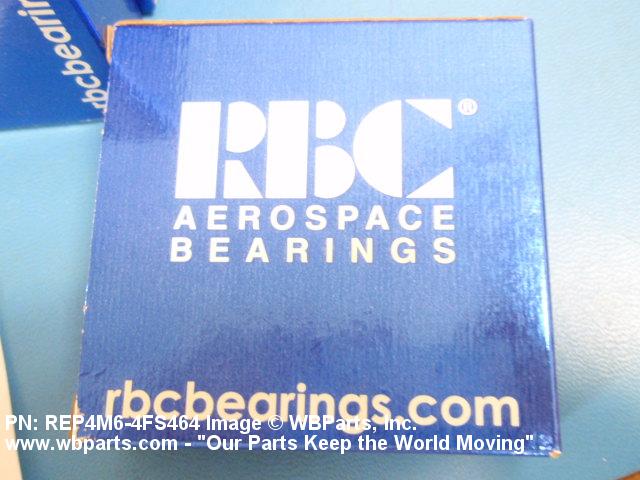 rbcbearin
RBC®
AEROSPACE
BEARINGS
rbcbearings.com
PN: REP4M6-4FS464 Image © WBParts, Inc.
www.wbparts.com - "Our Parts Keep the World Moving"